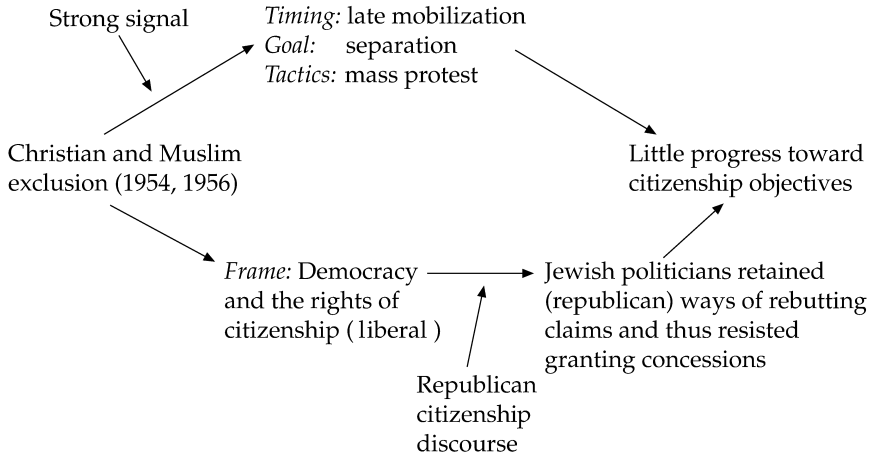 Strong signal
Timing: late mobilization
Goal: separation
Tactics: mass protest
Christian and Muslim
exclusion (1954, 1956)
Little progress toward
citizenship objectives
Frame: Democracy
and the rights of
citizenship ( liberal )
Jewish politicians retained
(republican) ways of rebutting
claims and thus resisted
granting concessions
Republican
citizenship
discourse